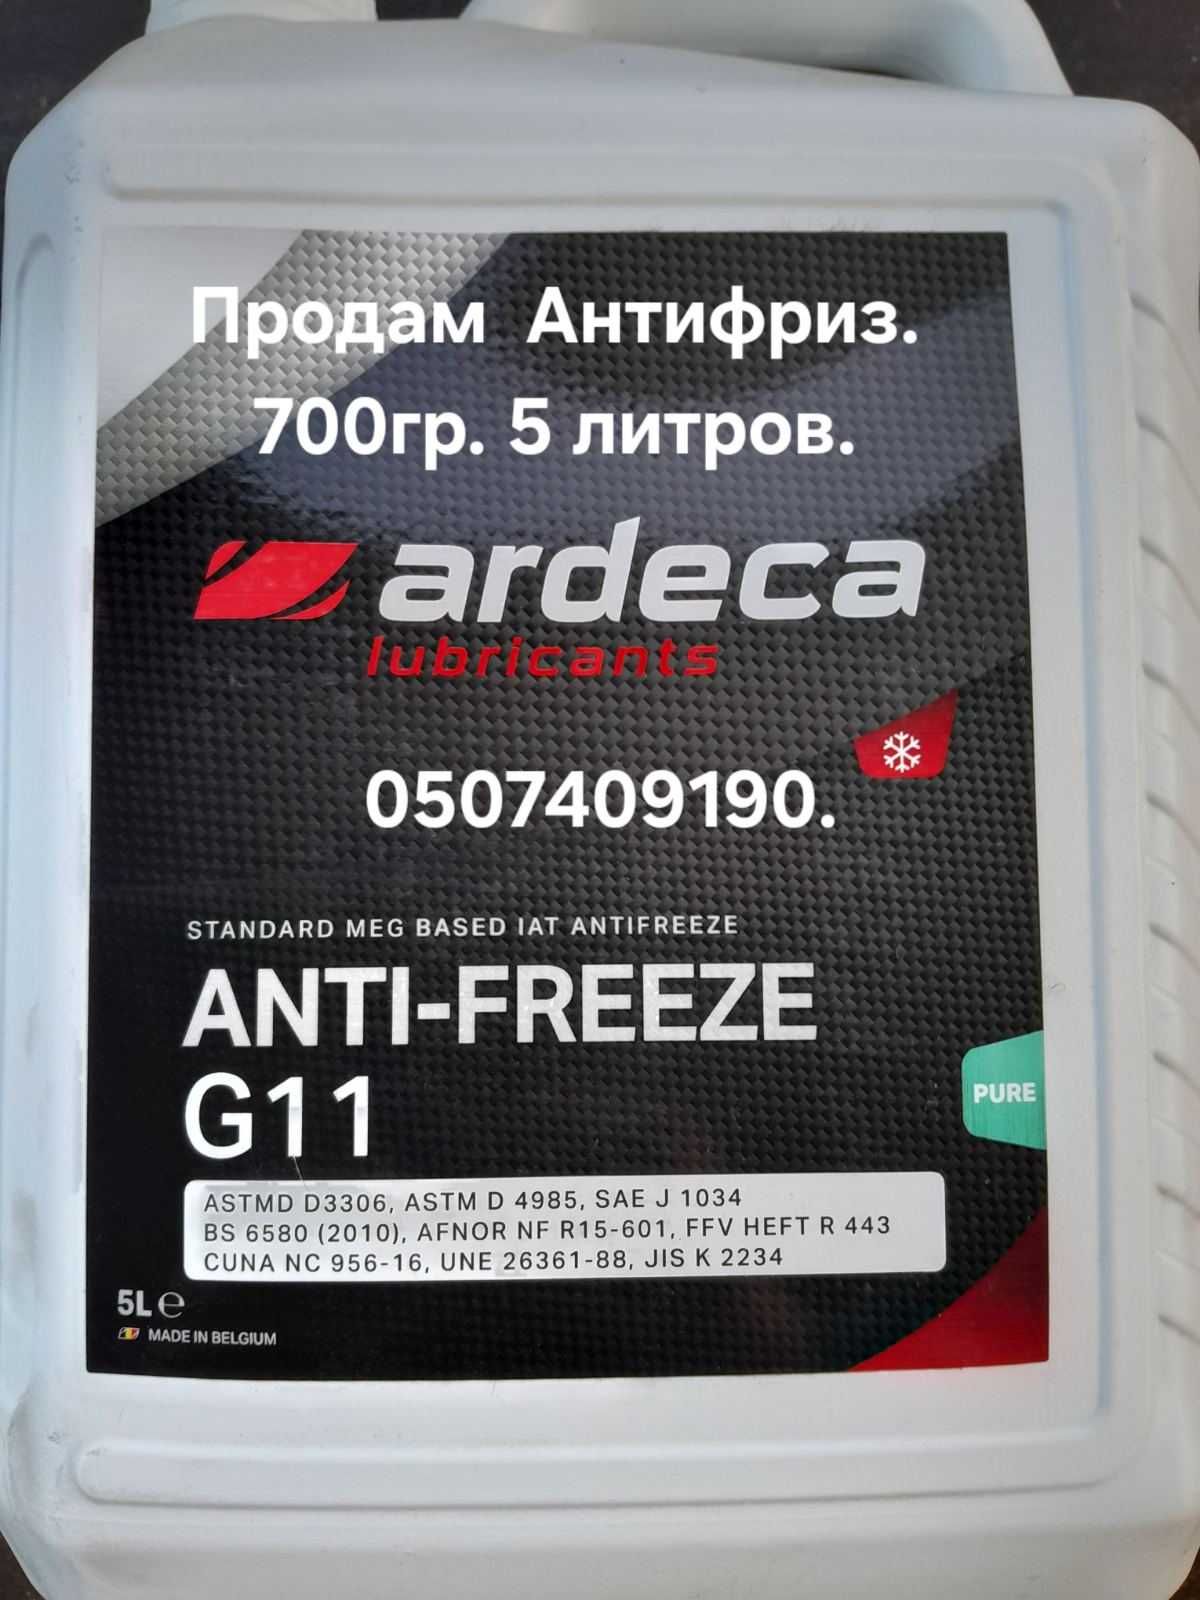 Продам Антифриз.
700гр. 5 литров.
ardeca
lubricants
0507409190.
STANDARD MEG BASED IAT ANTIFREEZE
ANTI-FREEZE
G11
PURE
ASTMD D3306, ASTM D 4985, SAE J 1034
BS 6580 (2010), AFNOR NF R15-601, FFV HEFT R 443
CUNA NC 956-16, UNE 26361-88, JIS K 2234
5L e
MADE IN BELGIUM